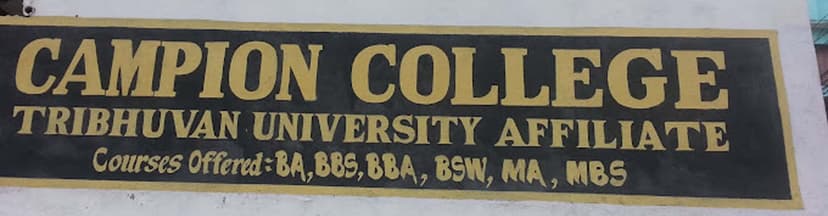 CAMPION COLLEGE
TRIBHUVAN UNIVERSITY AFFILIATE
Courses Offered: BA, BBS, BBA, BSW, MA, MBS